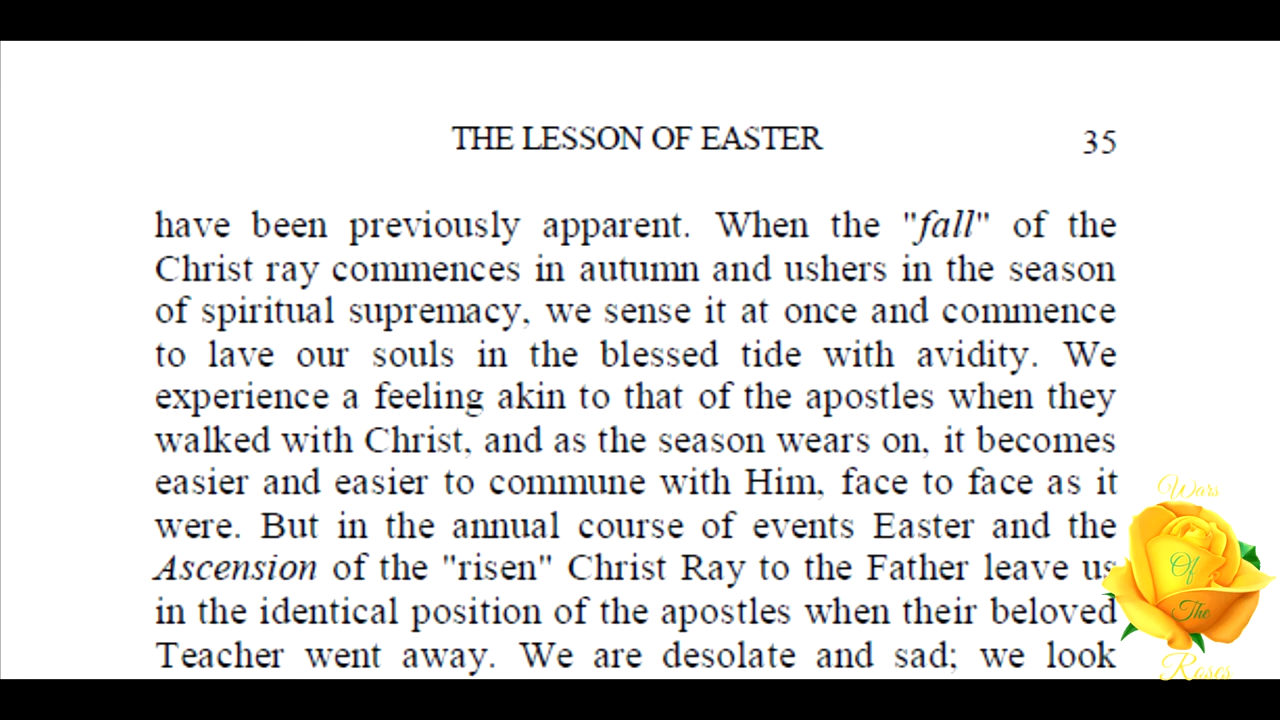 THE LESSON OF EASTER 35
have been previously apparent. When the "fall" of the
Christ ray commences in autumn and ushers in the season
of spiritual supremacy, we sense it at once and commence
to lave our souls in the blessed tide with avidity. We
experience a feeling akin to that of the apostles when they
walked with Christ, and as the season wears on, it becomes
easier and easier to commune with Him, face to face as it
were. But in the annual course of events Easter and the
Ascension of the "risen" Christ Ray to the Father leave us
in the identical position of the apostles when their beloved
Teacher went away. We are desolate and sad; we look
Wars
Of
The
Roses